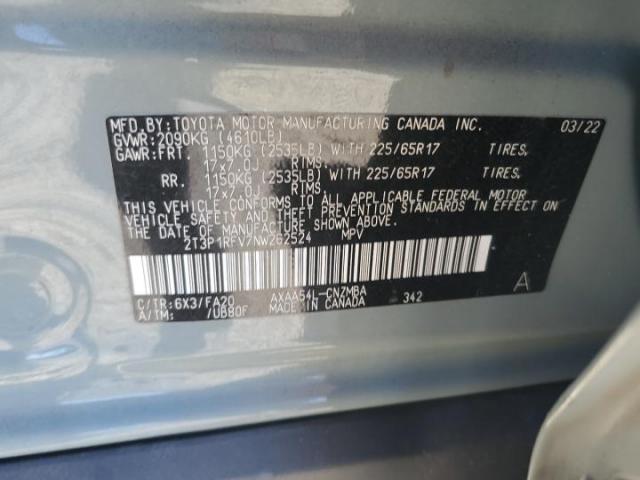 MFD.BY:TOYOTA MOTOR MANUFACTURING CANADA INC. 03/22
GVWR:2090KG (4610LB)
GAWR:FRT. 1150KG (2535LB) WITH 225/65R17 TIRES,
17X7.0J RIMS.
RR. 1150KG (2535LB) WITH 225/65R17 TIRES,
17X7.0J RIMS.
THIS VEHICLE CONFORMS TO ALL APPLICABLE FEDERAL MOTOR
VEHICLE SAFETY AND THEFT PREVENTION STANDARDS IN EFFECT ON
THE DATE OF MANUFACTURE SHOWN ABOVE.
2T3P1RFV7NW262524 MPV
C/TR:6X3/FA20 AXAA54L-CNZMBA 342 A
A/TM: /UB80F MADE IN CANADA